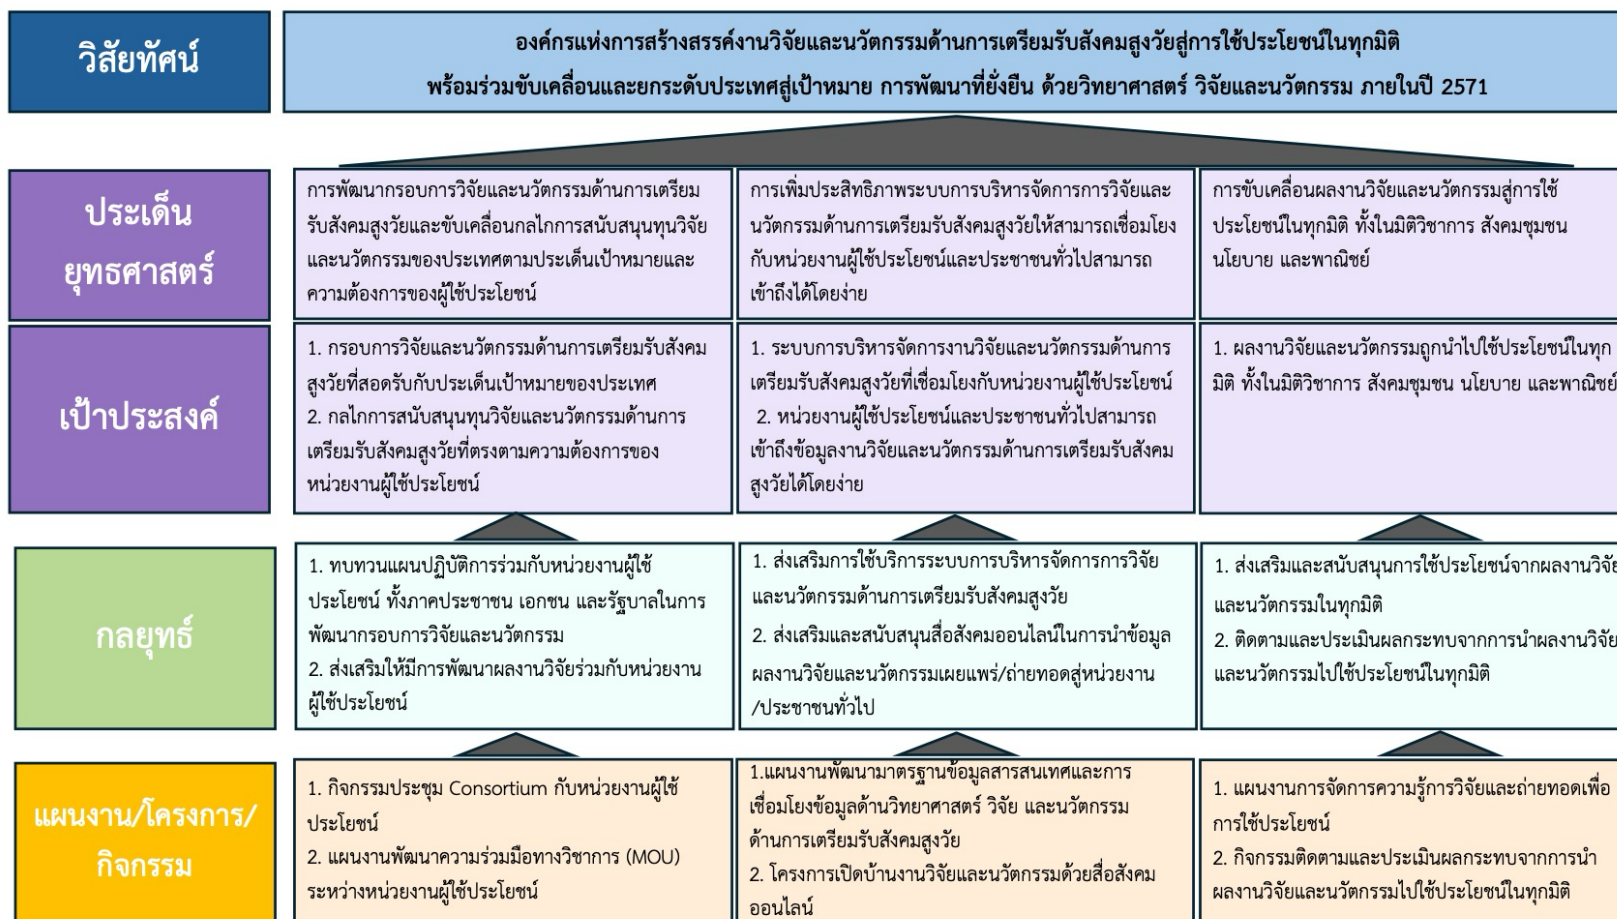 วิสัยทัศน์
องค์กรแห่งการสร้างสรรค์งานวิจัยและนวัตกรรมด้านการเตรียมรับสังคมสูงวัยสู่การใช้ประโยชน์ในทุกมิติ
พร้อมร่วมขับเคลื่อนและยกระดับประเทศสู่เป้าหมาย การพัฒนาที่ยั่งยืน ด้วยวิทยาศาสตร์ วิจัยและนวัตกรรม ภายในปี 2571
ประเด็น
ยุทธศาสตร์
การพัฒนากรอบการวิจัยและนวัตกรรมด้านการเตรียม
รับสังคมสูงวัยและขับเคลื่อนกลไกการสนับสนุนทุนวิจัย
และนวัตกรรมของประเทศตามประเด็นเป้าหมายและ
ความต้องการของผู้ใช้ประโยชน์
การเพิ่มประสิทธิภาพระบบการบริหารจัดการการวิจัยและ
นวัตกรรมด้านการเตรียมรับสังคมสูงวัยให้สามารถเชื่อมโยง
กับหน่วยงานผู้ใช้ประโยชน์และประชาชนทั่วไปสามารถ
เข้าถึงได้โดยง่าย
การขับเคลื่อนผลงานวิจัยและนวัตกรรมสู่การใช้
ประโยชน์ในทุกมิติ ทั้งในมิติวิชาการ สังคมชุมชน
นโยบาย และพาณิชย์
เป้าประสงค์
1. กรอบการวิจัยและนวัตกรรมด้านการเตรียมรับสังคม
สูงวัยที่สอดรับกับประเด็นเป้าหมายของประเทศ
2. กลไกการสนับสนุนทุนวิจัยและนวัตกรรมด้านการ
เตรียมรับสังคมสูงวัยที่ตรงตามความต้องการของ
หน่วยงานผู้ใช้ประโยชน์
1. ระบบการบริหารจัดการงานวิจัยและนวัตกรรมด้านการ
เตรียมรับสังคมสูงวัยที่เชื่อมโยงกับหน่วยงานผู้ใช้ประโยชน์
2. หน่วยงานผู้ใช้ประโยชน์และประชาชนทั่วไปสามารถ
เข้าถึงข้อมูลงานวิจัยและนวัตกรรมด้านการเตรียมรับสังคม
สูงวัยได้โดยง่าย
1. ผลงานวิจัยและนวัตกรรมถูกนำไปใช้ประโยชน์ในทุก
มิติ ทั้งในมิติวิชาการ สังคมชุมชน นโยบาย และพาณิชย์
กลยุทธ์
1. ทบทวนแผนปฏิบัติการร่วมกับหน่วยงานผู้ใช้
ประโยชน์ ทั้งภาคประชาชน เอกชน และรัฐบาลในการ
พัฒนากรอบการวิจัยและนวัตกรรม
2. ส่งเสริมให้มีการพัฒนาผลงานวิจัยร่วมกับหน่วยงาน
ผู้ใช้ประโยชน์
1. ส่งเสริมการใช้บริการระบบการบริหารจัดการการวิจัย
และนวัตกรรมด้านการเตรียมรับสังคมสูงวัย
2. ส่งเสริมและสนับสนุนสื่อสังคมออนไลน์ในการนำข้อมูล
ผลงานวิจัยและนวัตกรรมเผยแพร่/ถ่ายทอดสู่หน่วยงาน
/ประชาชนทั่วไป
1. ส่งเสริมและสนับสนุนการใช้ประโยชน์จากผลงานวิจัย
และนวัตกรรมในทุกมิติ
2. ติดตามและประเมินผลกระทบจากการนำผลงานวิจัย
และนวัตกรรมไปใช้ประโยชน์ในทุกมิติ
แผนงาน/โครงการ/
กิจกรรม
1. กิจกรรมประชุม Consortium กับหน่วยงานผู้ใช้
ประโยชน์
2. แผนงานพัฒนาความร่วมมือทางวิชาการ (MOU)
ระหว่างหน่วยงานผู้ใช้ประโยชน์
1.แผนงานพัฒนามาตรฐานข้อมูลสารสนเทศและการ
เชื่อมโยงข้อมูลด้านวิทยาศาสตร์ วิจัย และนวัตกรรม
ด้านการเตรียมรับสังคมสูงวัย
2. โครงการเปิดบ้านงานวิจัยและนวัตกรรมด้วยสื่อสังคม
ออนไลน์
1. แผนงานการจัดการความรู้การวิจัยและถ่ายทอดเพื่อ
การใช้ประโยชน์
2. กิจกรรมติดตามและประเมินผลกระทบจากการนำ
ผลงานวิจัยและนวัตกรรมไปใช้ประโยชน์ในทุกมิติ